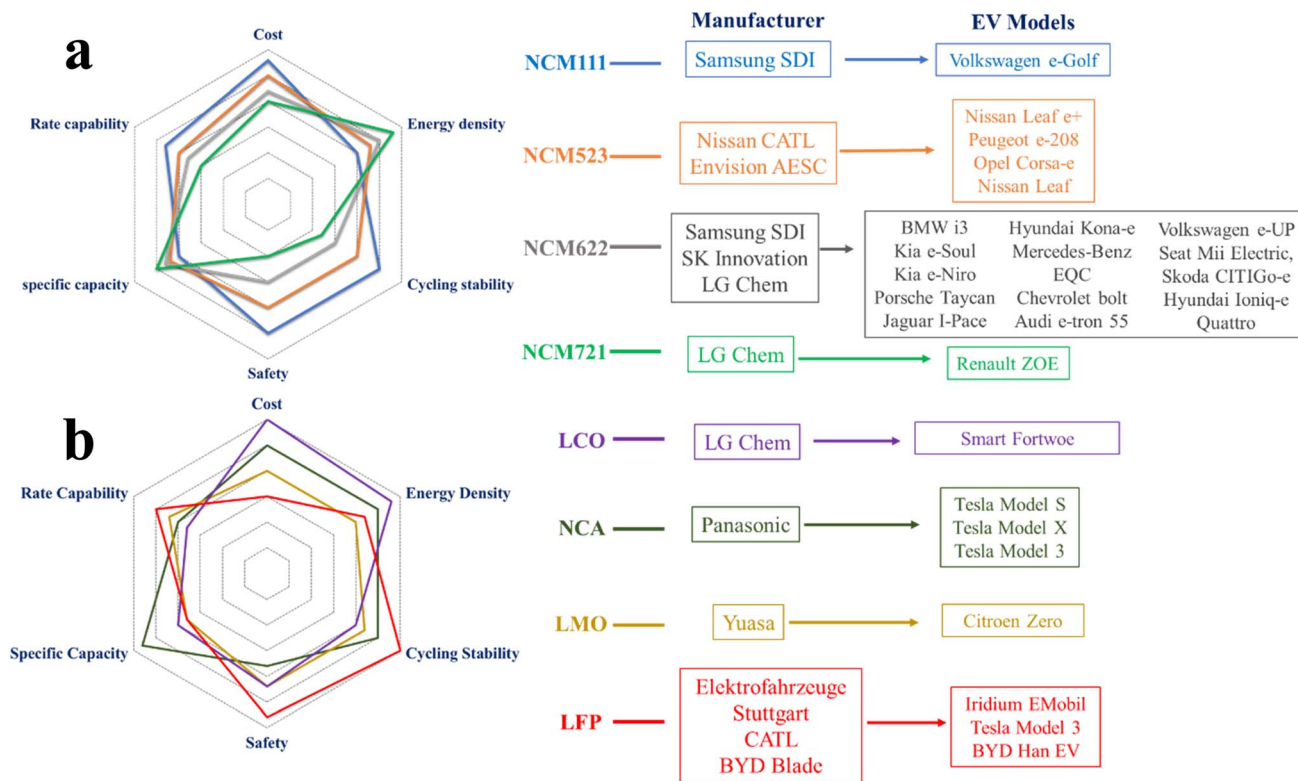 Manufacturer
EV Models
a
Cost
Rate capability
Energy density
specific capacity
Cycling stability
Safety
NCM111
Samsung SDI
Volkswagen e-Golf
NCM523
Nissan CATL
Envision AESC
Nissan Leaf e+
Peugeot e-208
Opel Corsa-e
Nissan Leaf
NCM622
Samsung SDI
SK Innovation
LG Chem
BMW i3
Kia e-Soul
Kia e-Niro
Porsche Taycan
Jaguar I-Pace
Hyundai Kona-e
Mercedes-Benz
EQC
Chevrolet bolt
Audi e-tron 55
Volkswagen e-UP
Seat Mii Electric,
Skoda CITIGo-e
Hyundai Ioniq-e
Quattro
NCM721
LG Chem
Renault ZOE
b
Cost
Rate Capability
Energy Density
Specific Capacity
Cycling Stability
Safety
LCO
LG Chem
Smart Fortwoe
NCA
Panasonic
Tesla Model S
Tesla Model X
Tesla Model 3
LMO
Yuasa
Citroen Zero
LFP
Elektrofahrzeuge
Stuttgart
CATL
BYD Blade
Iridium EMobil
Tesla Model 3
BYD Han EV